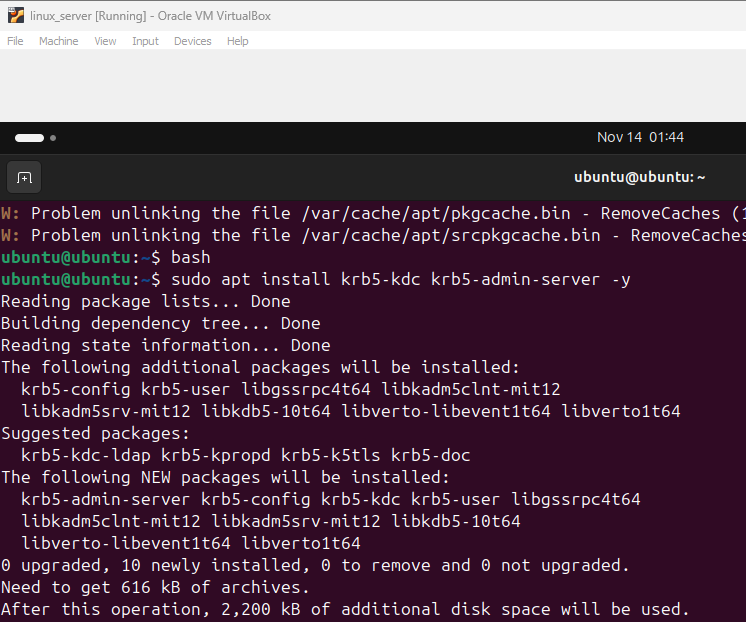 linux_server [Running] - Oracle VM VirtualBox
File Machine View Input Devices Help
Nov 14 01:44
ubuntu@ubuntu: ~
W: Problem unlinking the file /var/cache/apt/pkgcache.bin - RemoveCaches (
W: Problem unlinking the file /var/cache/apt/srcpkgcache.bin - RemoveCaches
ubuntu@ubuntu:~$ bash
ubuntu@ubuntu:~$ sudo apt install krb5-kdc krb5-admin-server -y
Reading package lists... Done
Building dependency tree... Done
Reading state information... Done
The following additional packages will be installed:
krb5-config krb5-user libgssrpc4t64 libkadm5clnt-mit12
libkadm5srv-mit12 libkdb5-10t64 libverto-libevent1t64 libverto1t64
Suggested packages:
krb5-kdc-ldap krb5-kpropd krb5-k5tls krb5-doc
The following NEW packages will be installed:
krb5-admin-server krb5-config krb5-kdc krb5-user libgssrpc4t64
libkadm5clnt-mit12 libkadm5srv-mit12 libkdb5-10t64
libverto-libevent1t64 libverto1t64
0 upgraded, 10 newly installed, 0 to remove and 0 not upgraded.
Need to get 616 kB of archives.
After this operation, 2,200 kB of additional disk space will be used.